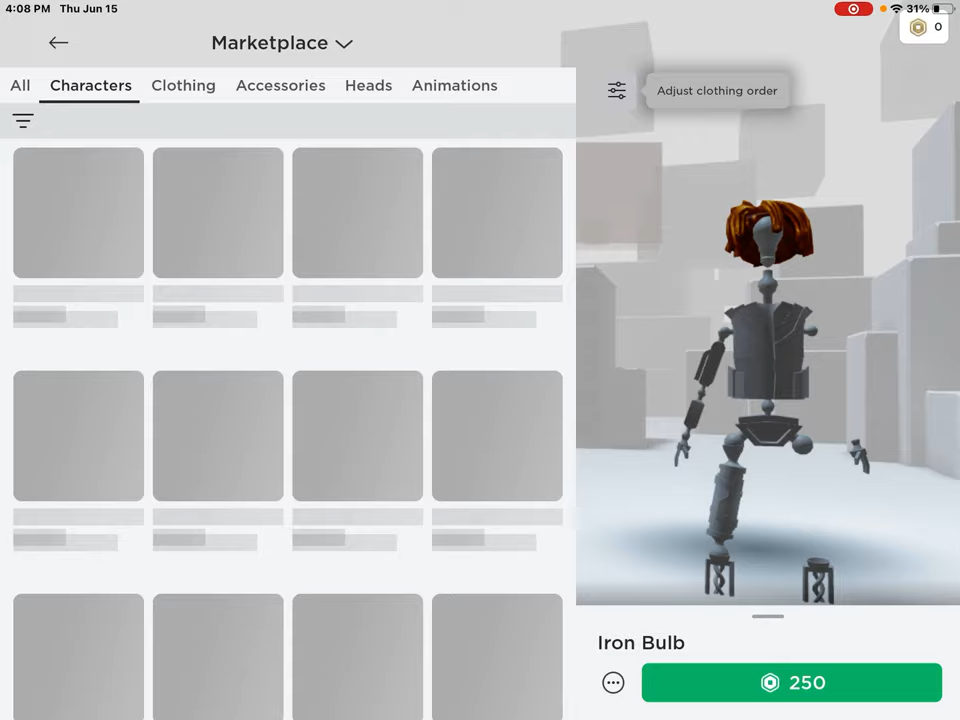 4:08 PM Thu Jun 15
31%
0
Marketplace
All Characters Clothing Accessories Heads Animations
Adjust clothing order
Iron Bulb
250